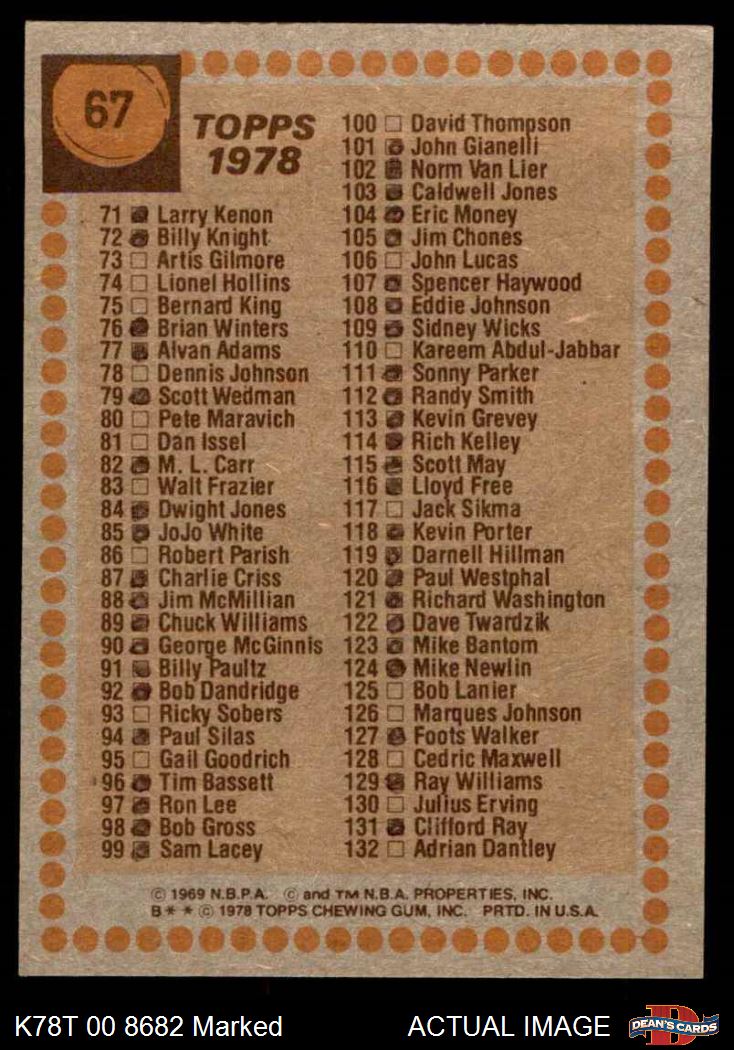 67
TOPPS
1978
71 Larry Kenon
72 Billy Knight
73 Artis Gilmore
74 Lionel Hollins
75 Bernard King
76 Brian Winters
77 Alvan Adams
78 Dennis Johnson
79 Scott Wedman
80 Pete Maravich
81 Dan Issel
82 M. L. Carr
83 Walt Frazier
84 Dwight Jones
85 JoJo White
86 Robert Parish
87 Charlie Criss
88 Jim McMillian
89 Chuck Williams
90 George McGinnis
91 Billy Paultz
92 Bob Dandridge
93 Ricky Sobers
94 Paul Silas
95 Gail Goodrich
96 Tim Bassett
97 Ron Lee
98 Bob Gross
99 Sam Lacey
100 David Thompson
101 John Gianelli
102 Norm Van Lier
103 Caldwell Jones
104 Eric Money
105 Jim Chones
106 John Lucas
107 Spencer Haywood
108 Eddie Johnson
109 Sidney Wicks
110 Kareem Abdul-Jabbar
111 Sonny Parker
112 Randy Smith
113 Kevin Grevey
114 Rich Kelley
115 Scott May
116 Lloyd Free
117 Jack Sikma
118 Kevin Porter
119 Darnell Hillman
120 Paul Westphal
121 Richard Washington
122 Dave Twardzik
123 Mike Bantom
124 Mike Newlin
125 Bob Lanier
126 Marques Johnson
127 Foots Walker
128 Cedric Maxwell
129 Ray Williams
130 Julius Erving
131 Clifford Ray
132 Adrian Dantley
© 1969 N.B.P.A. © and TM N.B.A. PROPERTIES, INC.
B * * © 1978 TOPPS CHEWING GUM, INC. PRTD. IN U.S.A.
K78T 00 8682 Marked
ACTUAL IMAGE
DEAN'S CARDS